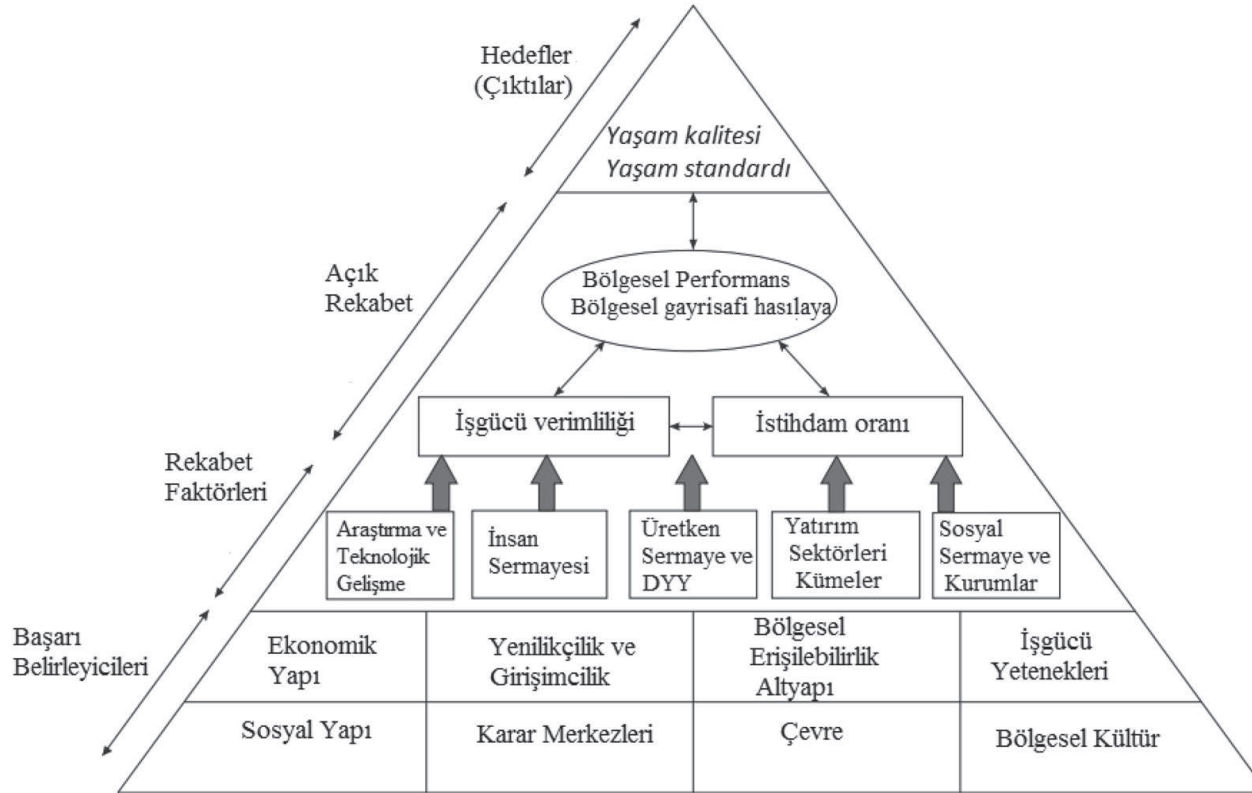 Hedefler
(Çıktılar)
Yaşam kalitesi
Yaşam standardı
Açık
Rekabet
Bölgesel Performans
Bölgesel gayrisafi hasılaya
İşgücü verimliliği
İstihdam oranı
Rekabet
Faktörleri
Araştırma ve
Teknolojik
Gelişme
İnsan
Sermayesi
Üretken
Sermaye ve
DYY
Yatırım
Sektörleri
Kümeler
Sosyal
Sermaye ve
Kurumlar
Başarı
Belirleyicileri
Ekonomik
Yapı
Yenilikçilik ve
Girişimcilik
Bölgesel
Erişilebilirlik
Altyapı
İşgücü
Yetenekleri
Sosyal Yapı
Karar Merkezleri
Çevre
Bölgesel Kültür